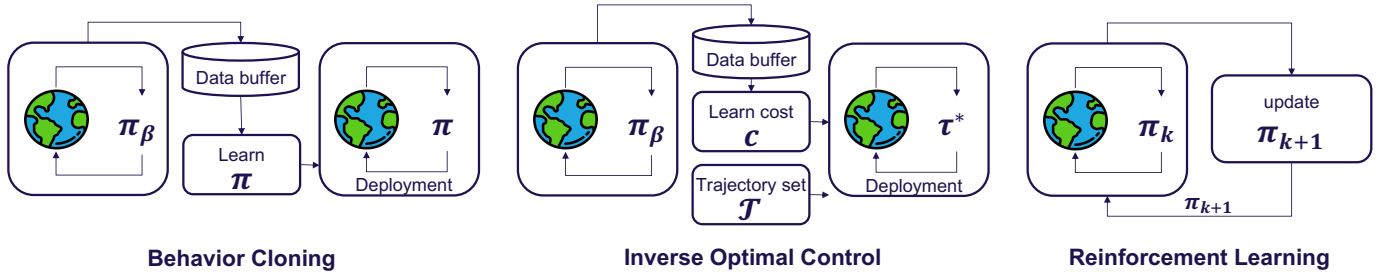 Data buffer
π_β
Learn
π
π
Deployment
Behavior Cloning
Data buffer
π_β
Learn cost
c
Trajectory set
𝒯
τ*
Deployment
Inverse Optimal Control
π_k
update
π_{k+1}
π_{k+1}
Reinforcement Learning